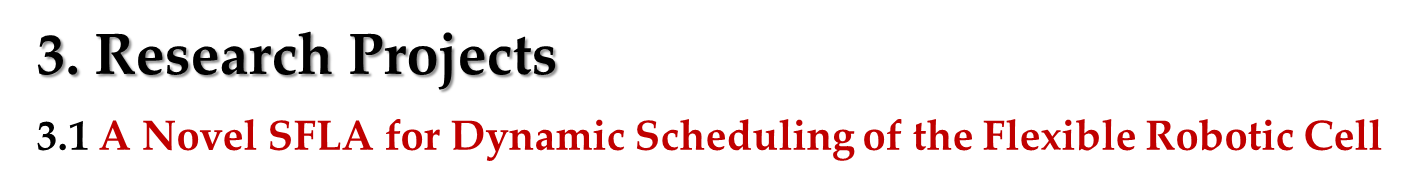 3. Research Projects
3.1 A Novel SFLA for Dynamic Scheduling of the Flexible Robotic Cell